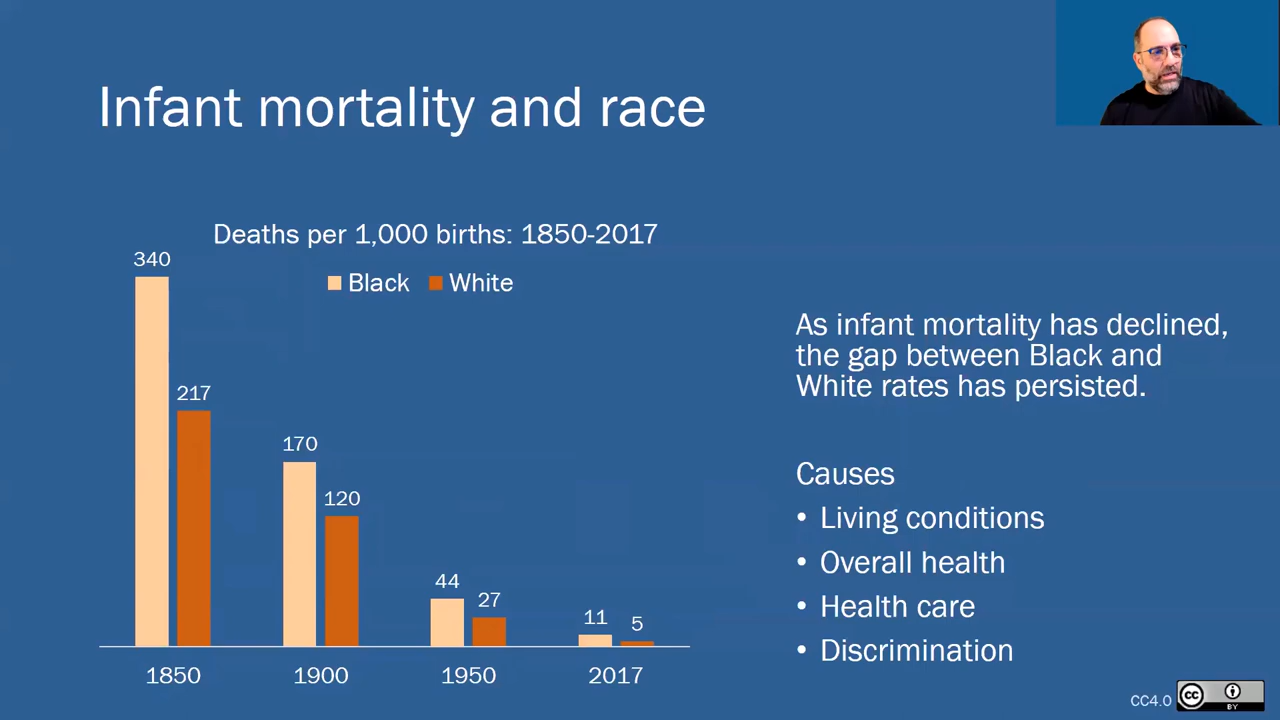 Infant mortality and race
Deaths per 1,000 births: 1850-2017
Black White
340
217
170
120
44
27
11
5
1850 1900 1950 2017
As infant mortality has declined,
the gap between Black and
White rates has persisted.
Causes
• Living conditions
• Overall health
• Health care
• Discrimination
CC4.0
cc
BY